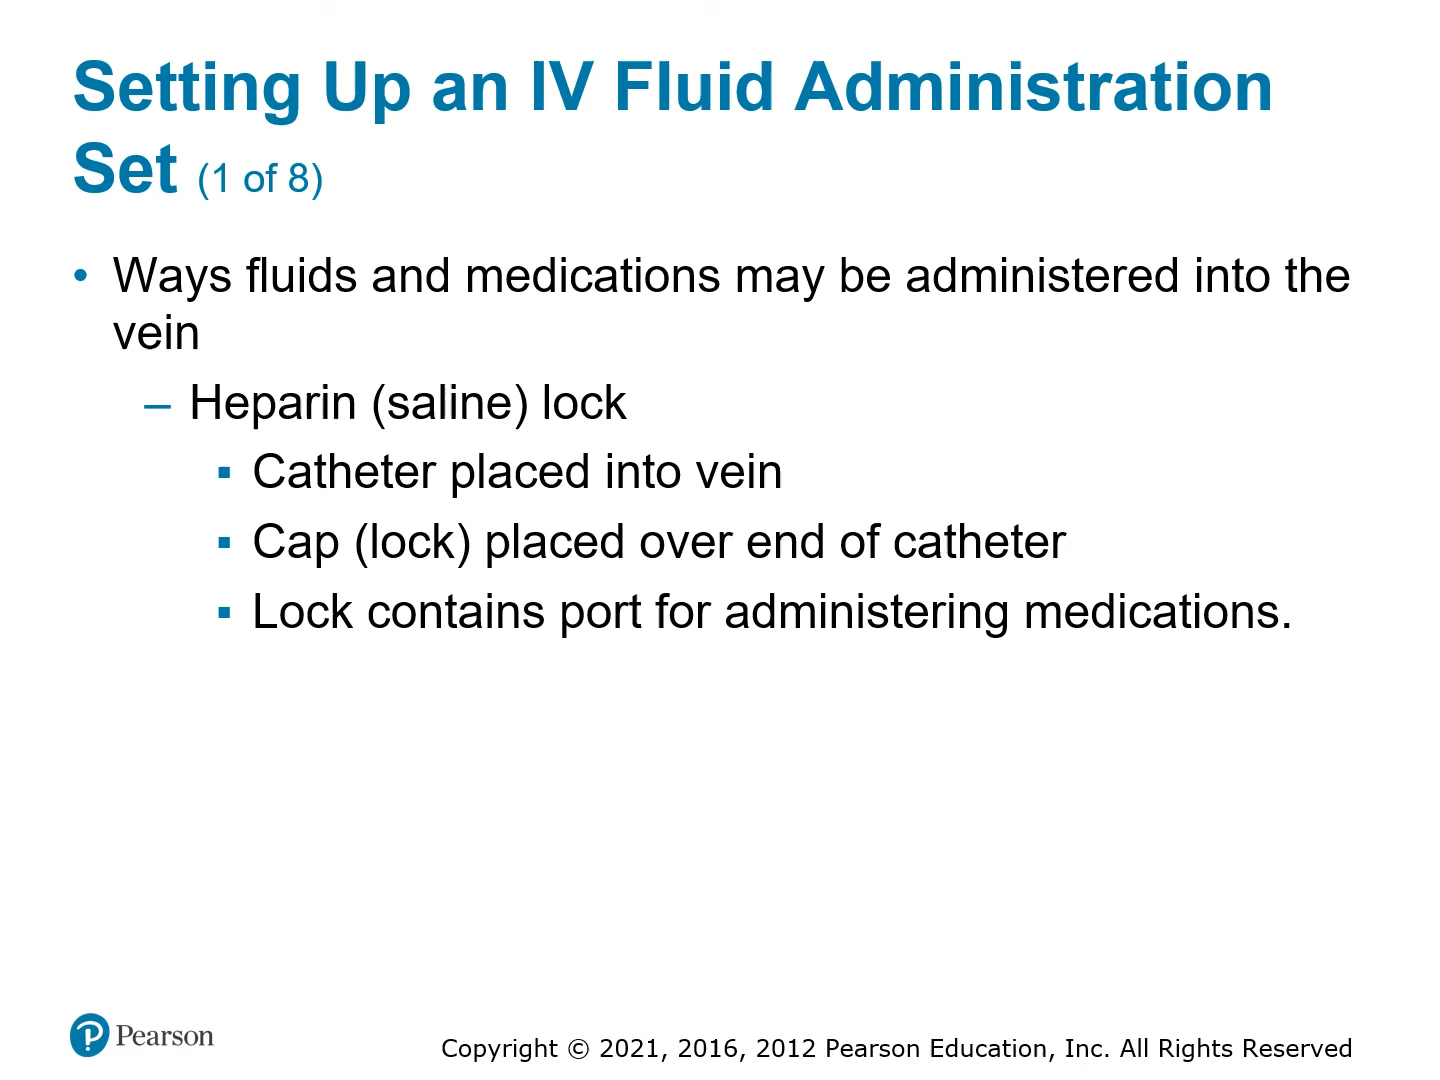 Setting Up an IV Fluid Administration
Set (1 of 8)
• Ways fluids and medications may be administered into the
vein
– Heparin (saline) lock
▪ Catheter placed into vein
▪ Cap (lock) placed over end of catheter
▪ Lock contains port for administering medications.
Pearson
Copyright © 2021, 2016, 2012 Pearson Education, Inc. All Rights Reserved